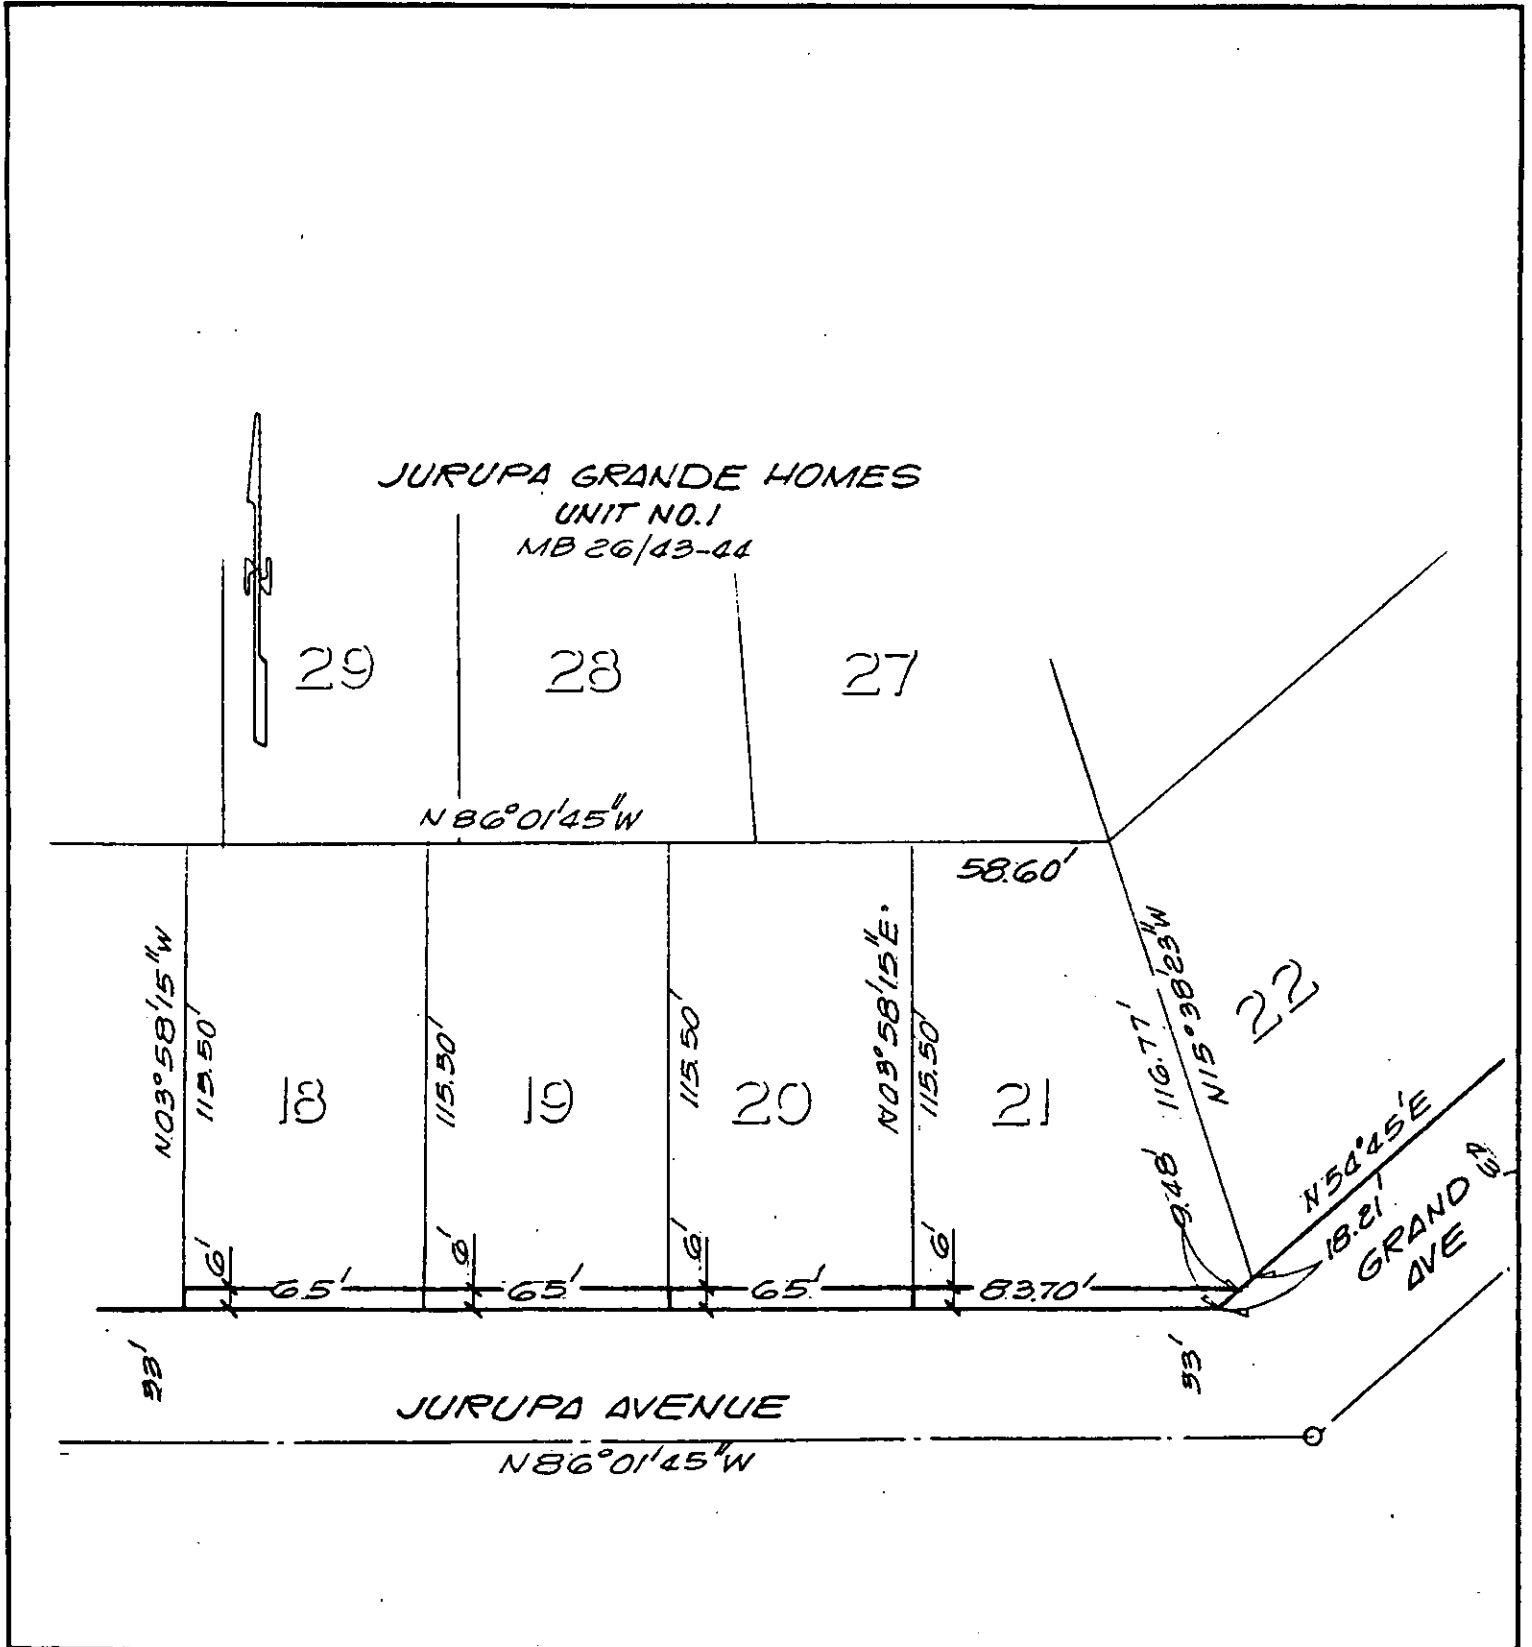 JURUPA GRANDE HOMES
UNIT NO.1
MB 26/43-44
29
28
27
N86°01'45"W
58.60'
N03°58'15"W
115.50'
18
115.50'
19
115.50'
20
N03°58'15"E
115.50'
21
116.77'
N15°38'23"W
22
6'
65'
6'
65'
6'
65'
6'
83.70'
9.48'
18.21'
N54°45'E
GRAND
AVE
33'
33'
JURUPA AVENUE
N86°01'45"W